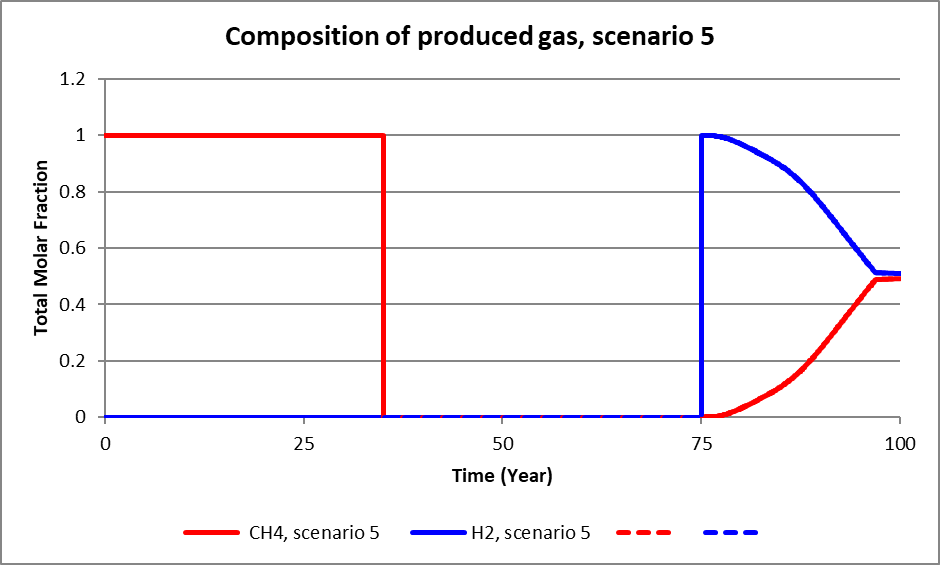 Composition of produced gas, scenario 5
Total Molar Fraction
1.2
1
0.8
0.6
0.4
0.2
0
0 25 50 75 100
Time (Year)
CH4, scenario 5 H2, scenario 5